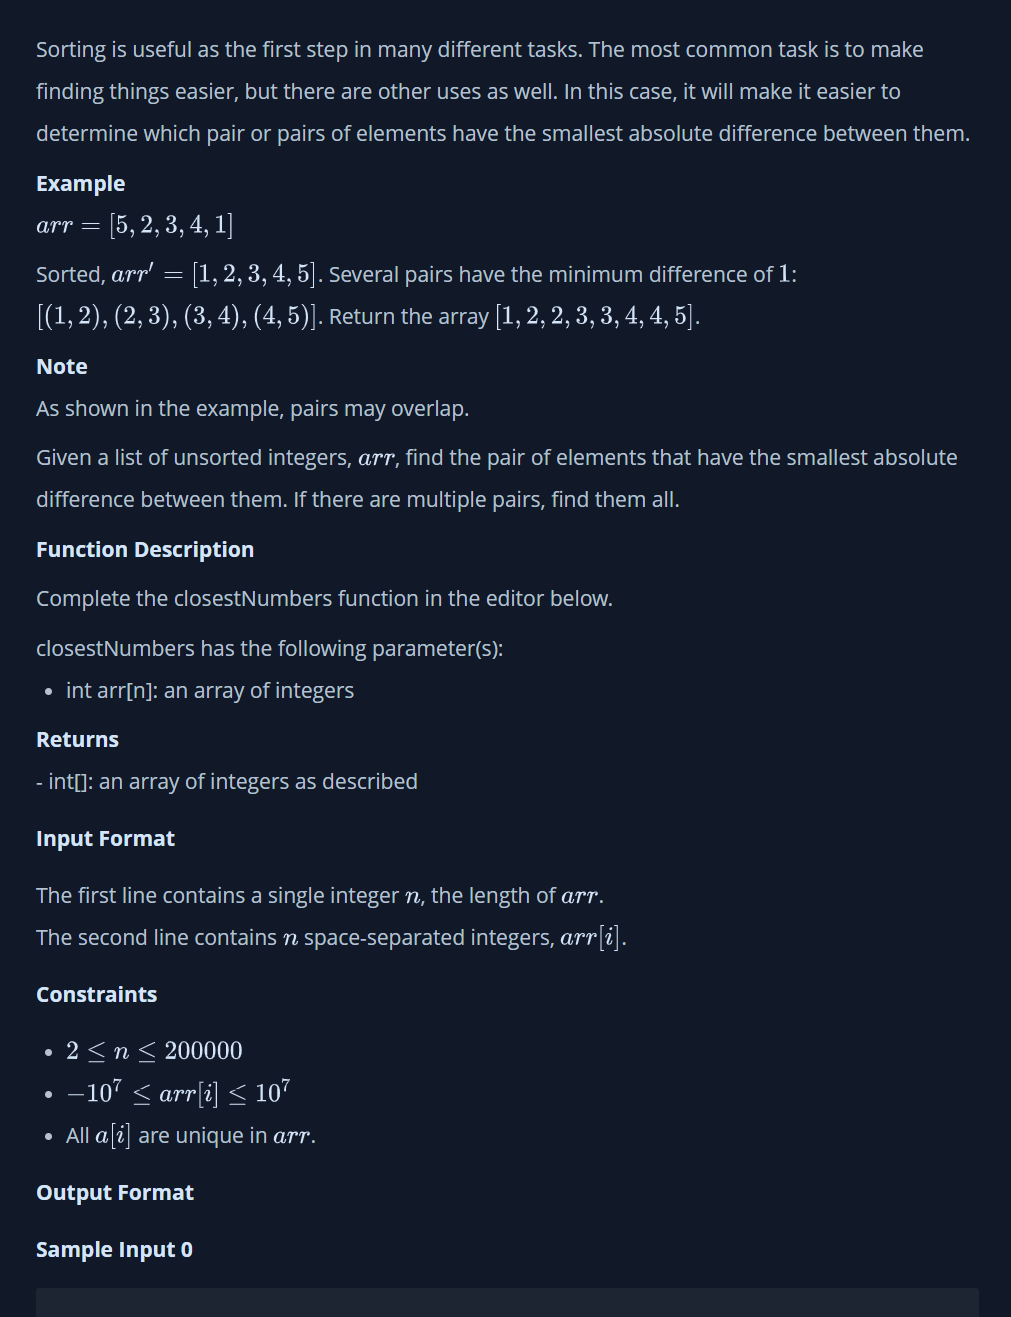 Sorting is useful as the first step in many different tasks. The most common task is to make
finding things easier, but there are other uses as well. In this case, it will make it easier to
determine which pair or pairs of elements have the smallest absolute difference between them.
Example
arr = [5, 2, 3, 4, 1]
Sorted, arr′ = [1, 2, 3, 4, 5]. Several pairs have the minimum difference of 1:
[(1, 2), (2, 3), (3, 4), (4, 5)]. Return the array [1, 2, 2, 3, 3, 4, 4, 5].
Note
As shown in the example, pairs may overlap.
Given a list of unsorted integers, arr, find the pair of elements that have the smallest absolute
difference between them. If there are multiple pairs, find them all.
Function Description
Complete the closestNumbers function in the editor below.
closestNumbers has the following parameter(s):
• int arr[n]: an array of integers
Returns
- int[]: an array of integers as described
Input Format
The first line contains a single integer n, the length of arr.
The second line contains n space-separated integers, arr[i].
Constraints
• 2 ≤ n ≤ 200000
• −10⁷ ≤ arr[i] ≤ 10⁷
• All a[i] are unique in arr.
Output Format
Sample Input 0